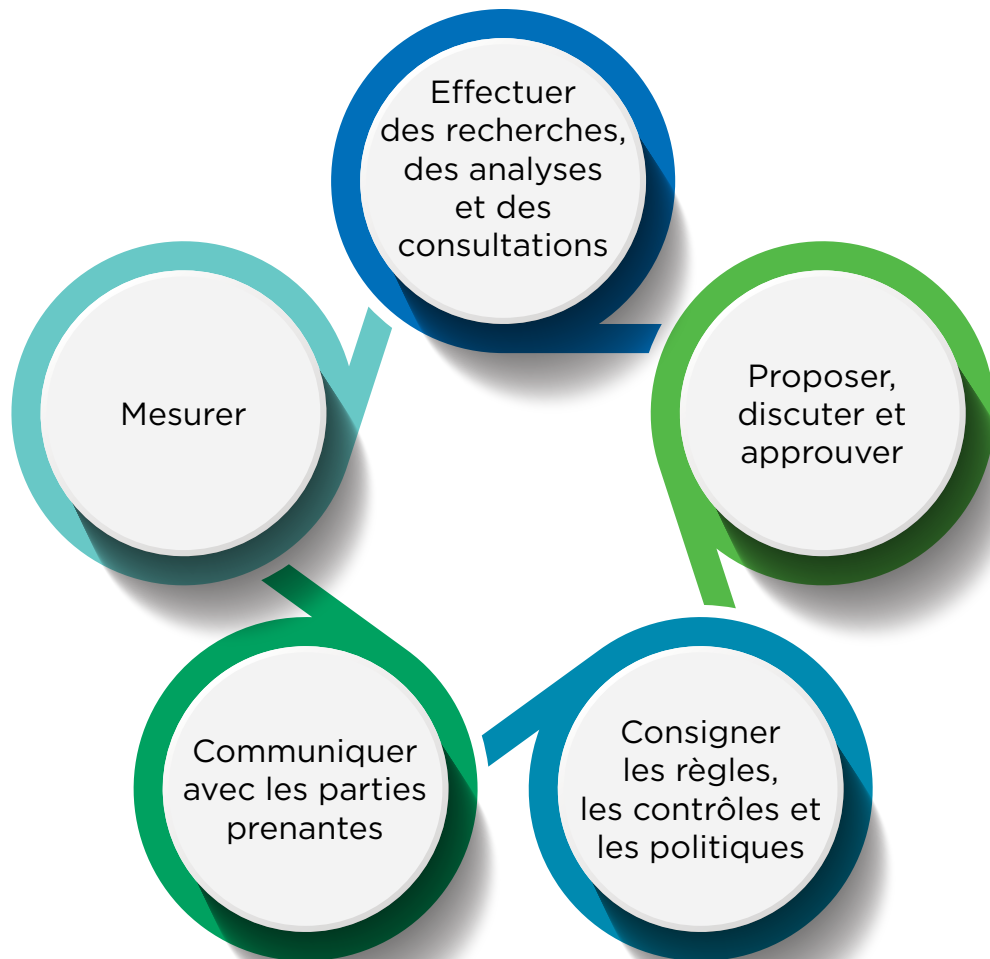 Effectuer
des recherches,
des analyses
et des
consultations
Proposer,
discuter et
approuver
Consigner
les règles,
les contrôles et
les politiques
Communiquer
avec les parties
prenantes
Mesurer